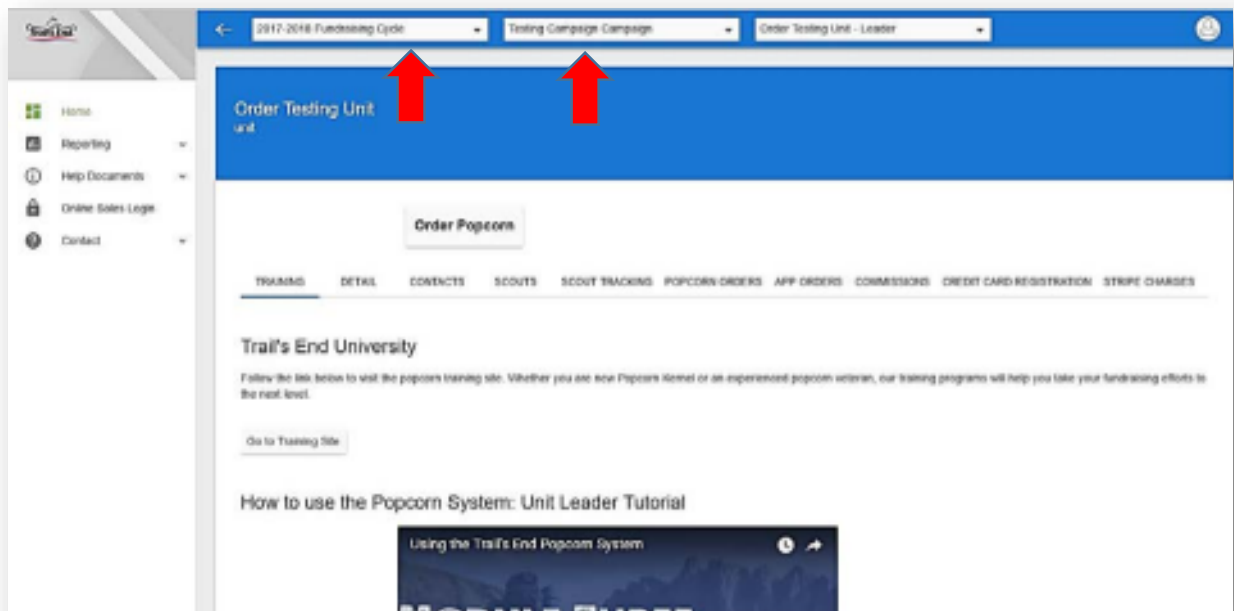 Trail's End
2017-2018 Fundraising Cycle
Testing Campaign Campaign
Order Testing Unit - Leader
Home
Reporting
Help Documents
Online Sales Login
Contact
Order Testing Unit
unit
Order Popcorn
TRAINING DETAIL CONTACTS SCOUTS SCOUT TRACKING POPCORN ORDERS APP ORDERS COMMISSIONS CREDIT CARD REGISTRATION STRIPE CHARGES
Trail's End University
Follow the link below to visit the popcorn training site. Whether you are new Popcorn Kernel or an experienced popcorn veteran, our training programs will help you take your fundraising efforts to
the next level.
Go to Training Site
How to use the Popcorn System: Unit Leader Tutorial
Using the Trail's End Popcorn System
MODULE THREE